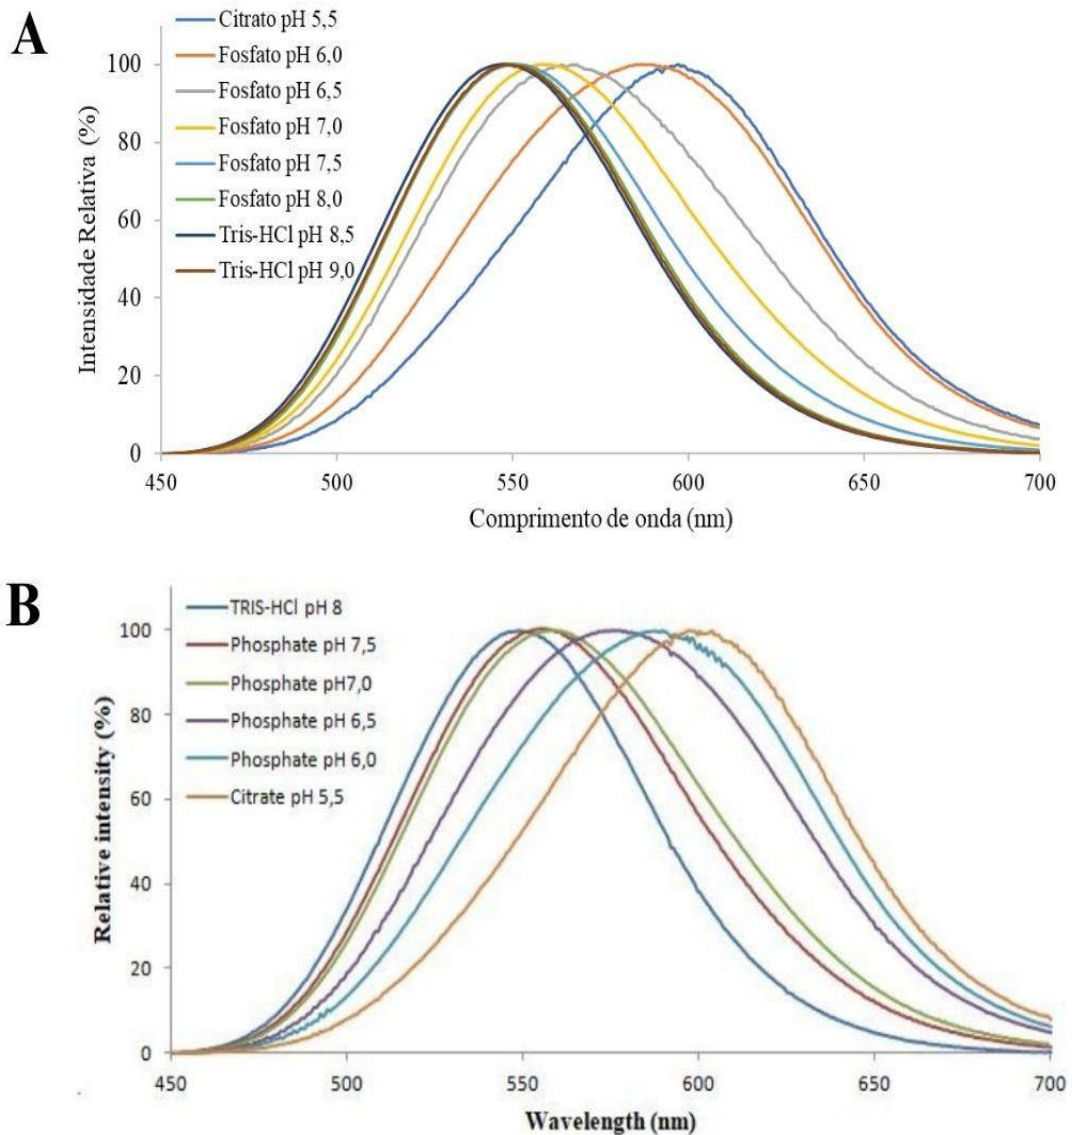 A
Citrato pH 5,5
Fosfato pH 6,0
Fosfato pH 6,5
Fosfato pH 7,0
Fosfato pH 7,5
Fosfato pH 8,0
Tris-HCl pH 8,5
Tris-HCl pH 9,0
Intensidade Relativa (%)
100
80
60
40
20
0
450 500 550 600 650 700
Comprimento de onda (nm)
B
TRIS-HCl pH 8
Phosphate pH 7,5
Phosphate pH7,0
Phosphate pH 6,5
Phosphate pH 6,0
Citrate pH 5,5
Relative intensity (%)
100
80
60
40
20
0
450 500 550 600 650 700
Wavelength (nm)